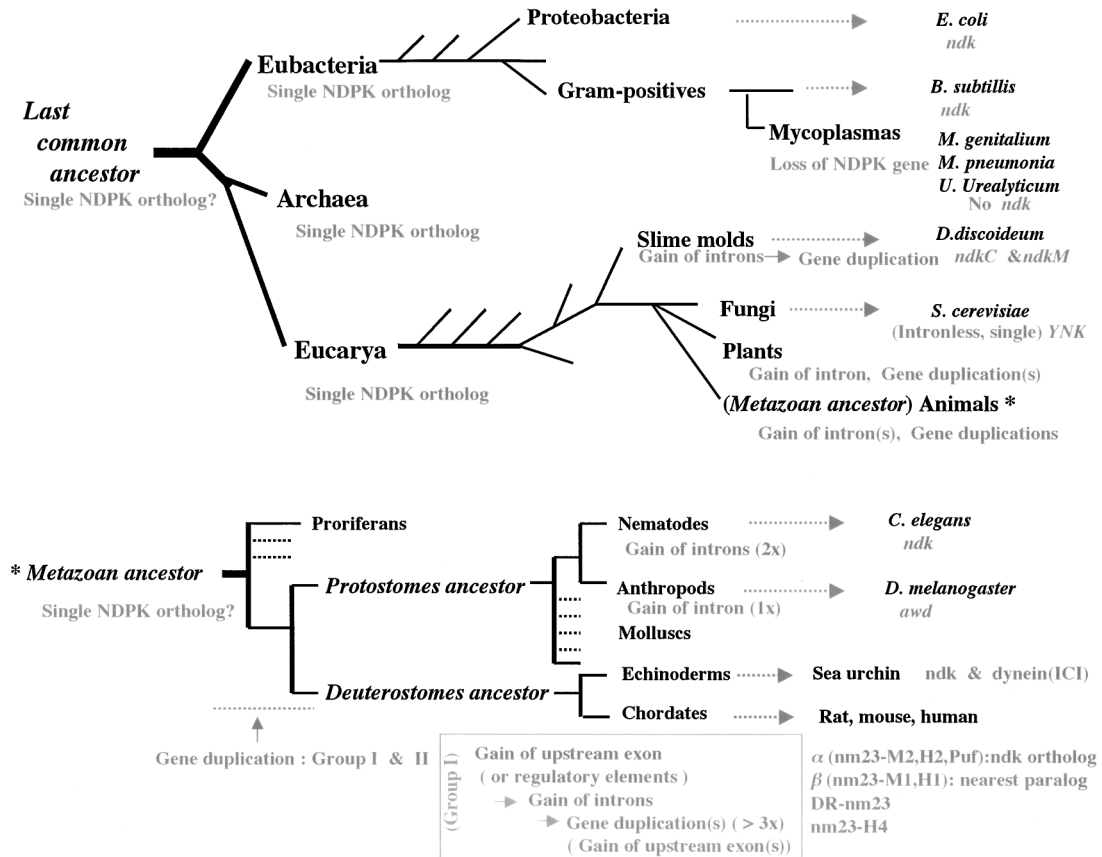 Proteobacteria
E. coli
ndk
Eubacteria
Single NDPK ortholog
Gram-positives
B. subtillis
ndk
Last
common
ancestor
Single NDPK ortholog?
Mycoplasmas
Loss of NDPK gene
M. genitalium
M. pneumonia
U. Urealyticum
No ndk
Archaea
Single NDPK ortholog
Slime molds
Gain of introns
Gene duplication
D.discoideum
ndkC &ndkM
Fungi
S. cerevisiae
(Intronless, single) YNK
Eucarya
Single NDPK ortholog
Plants
Gain of intron, Gene duplication(s)
(Metazoan ancestor) Animals *
Gain of intron(s), Gene duplications
Proriferans
Nematodes
Gain of introns (2x)
C. elegans
ndk
* Metazoan ancestor
Single NDPK ortholog?
Protostomes ancestor
Anthropods
Gain of intron (1x)
D. melanogaster
awd
Molluscs
Echinoderms
Sea urchin ndk & dynein(ICI)
Deuterostomes ancestor
Chordates
Rat, mouse, human
Gene duplication : Group I & II
(Group I)
Gain of upstream exon
( or regulatory elements )
Gain of introns
Gene duplication(s) ( > 3x)
( Gain of upstream exon(s))
α (nm23-M2,H2,Puf):ndk ortholog
β (nm23-M1,H1): nearest paralog
DR-nm23
nm23-H4